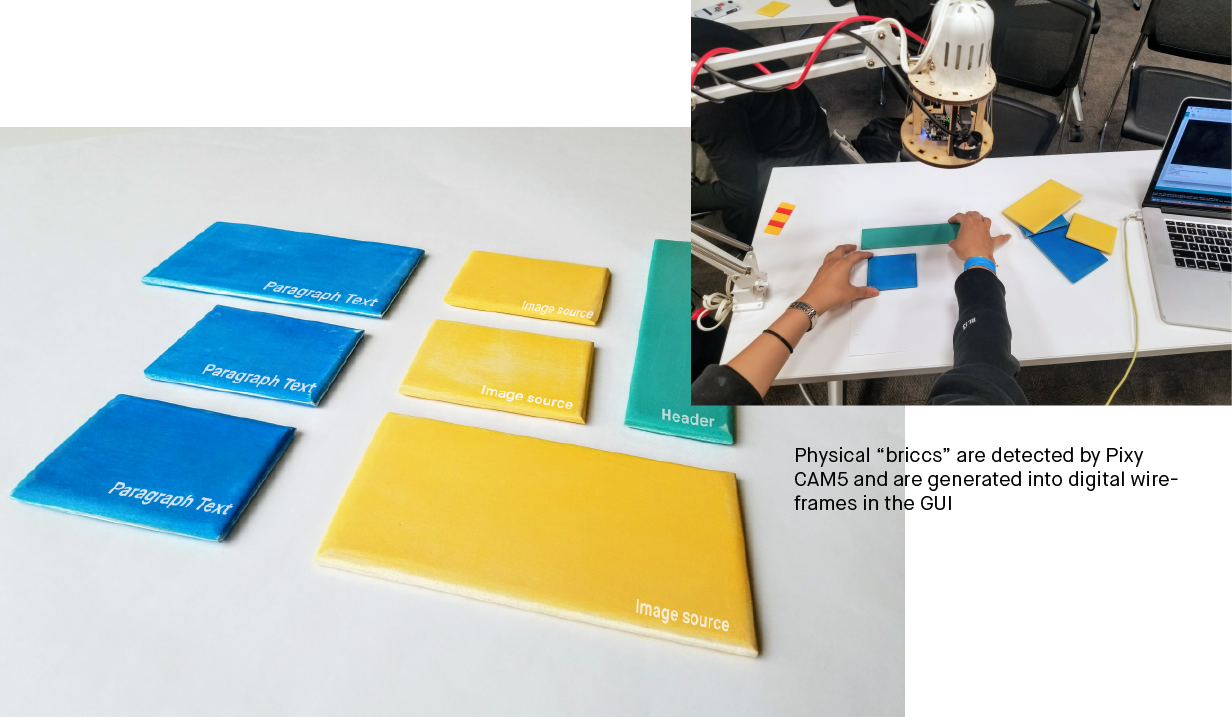 Paragraph Text
Image source
Paragraph Text
Image source
Header
Paragraph Text
Image source
Physical “briccs” are detected by Pixy
CAM5 and are generated into digital wire-
frames in the GUI